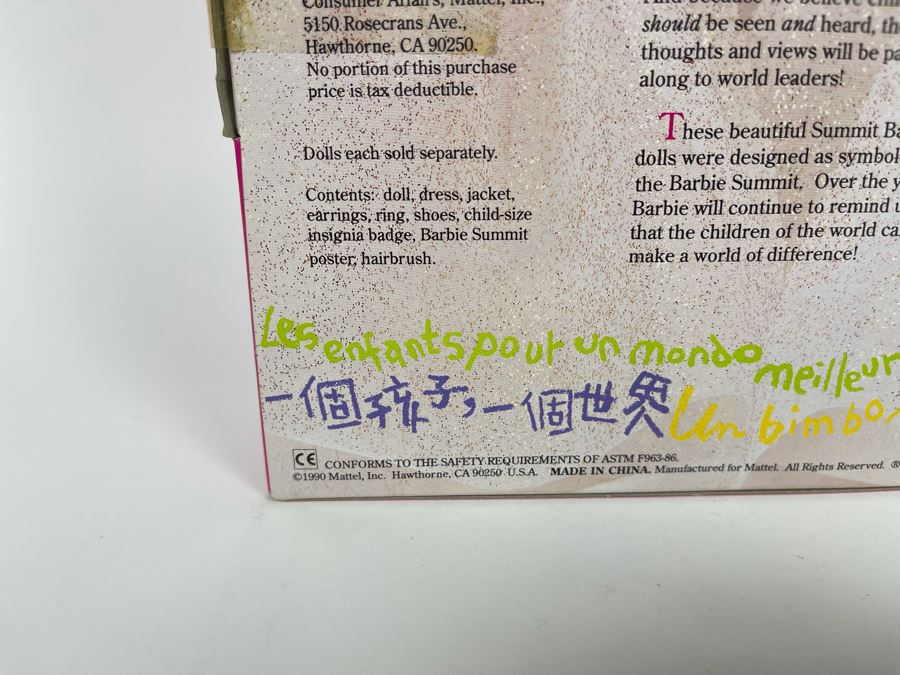 Consumer Affairs, Mattel, Inc.,
5150 Rosecrans Ave.,
Hawthorne, CA 90250.
No portion of this purchase
price is tax deductible.
Dolls each sold separately.
Contents: doll, dress, jacket,
earrings, ring, shoes, child-size
insignia badge, Barbie Summit
poster, hairbrush.
And because we believe
should be seen and heard,
thoughts and views will be
along to world leaders!
These beautiful Summit
dolls were designed as
the Barbie Summit. Over the
Barbie will continue to remind
that the children of the world
make a world of difference!
Les enfants pour un mondo meilleur
一個孩子,一個世界 Un bimbo,
CE CONFORMS TO THE SAFETY REQUIREMENTS OF ASTM F963-86.
©1990 Mattel, Inc. Hawthorne, CA 90250 U.S.A. MADE IN CHINA. Manufactured for Mattel. All Rights Reserved. ®